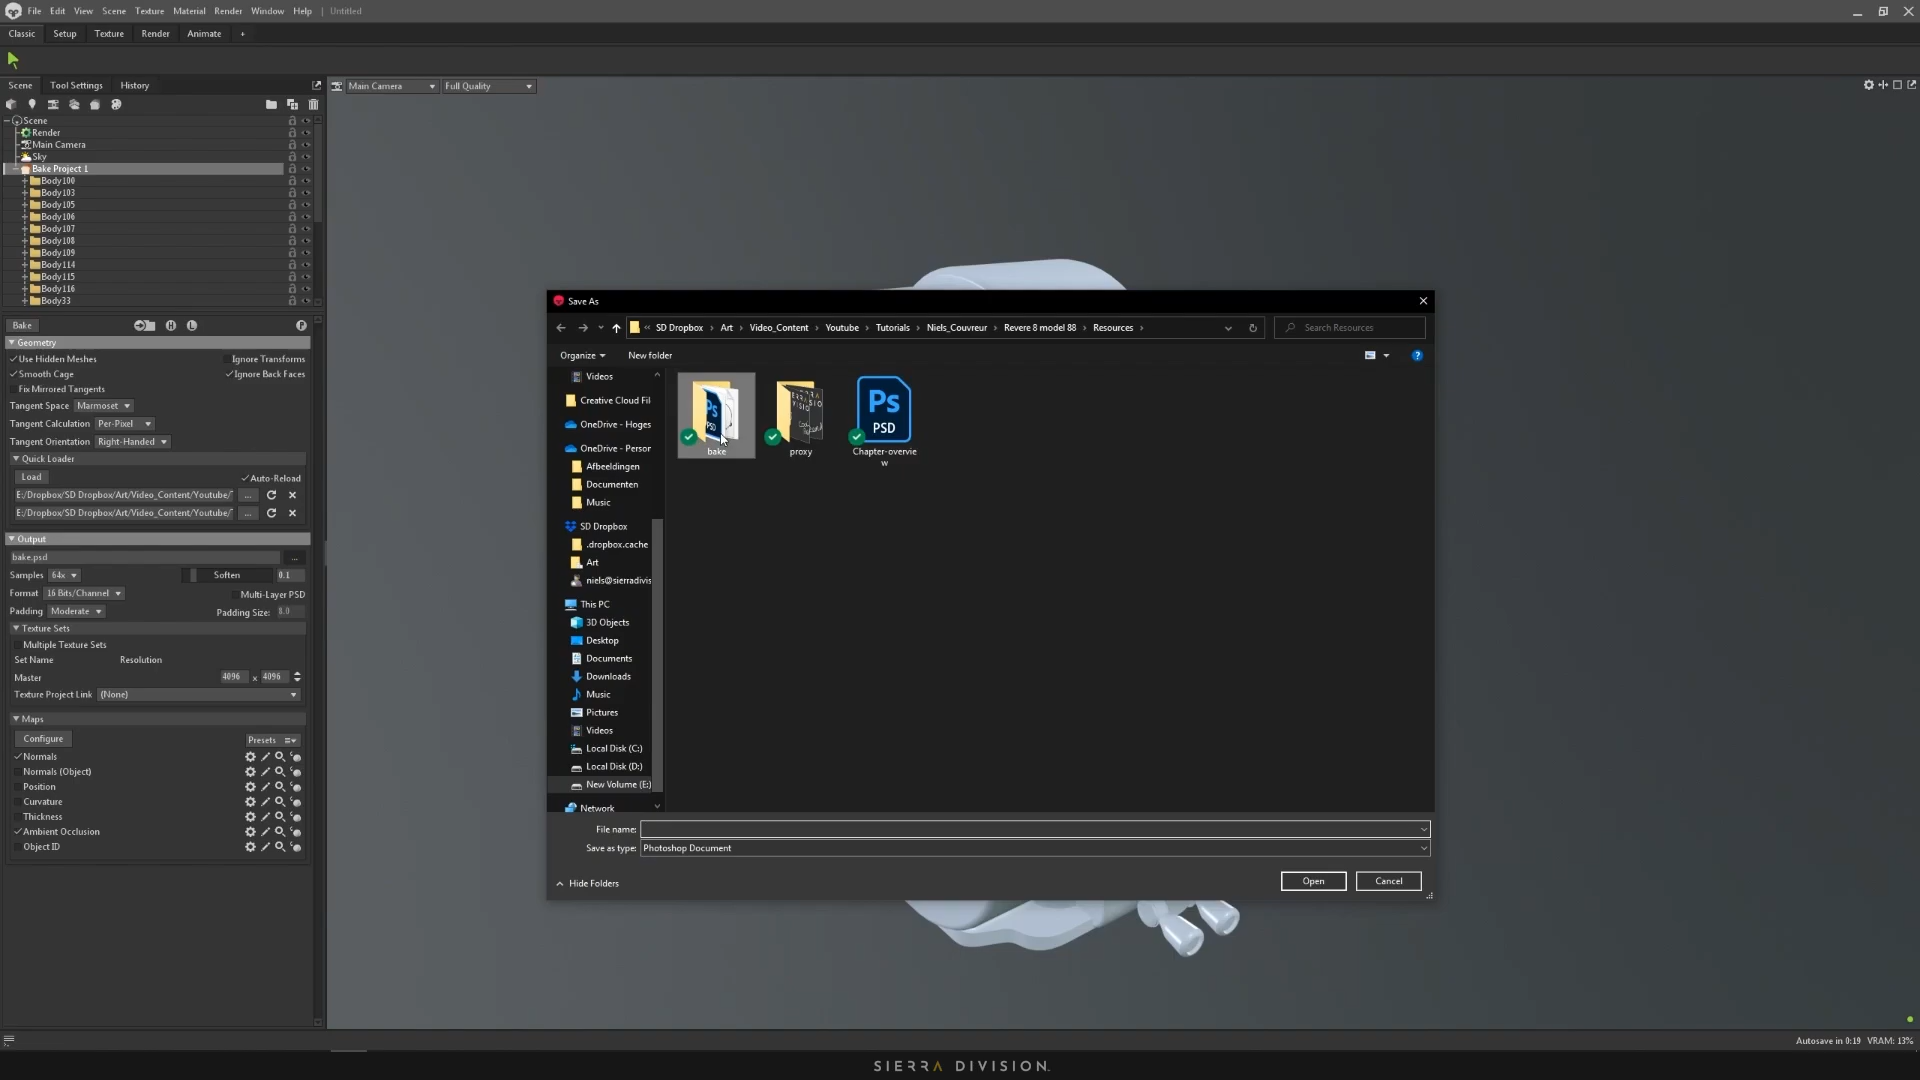 File Edit View Scene Texture Material Render Window Help | Untitled
Classic Setup Texture Render Animate +
Scene Tool Settings History
Main Camera Full Quality
Scene
Render
Main Camera
Sky
Bake Project 1
Body100
Body103
Body105
Body106
Body107
Body108
Body109
Body114
Body115
Body116
Body33
Bake H L P
Geometry
Use Hidden Meshes Ignore Transforms
Smooth Cage Ignore Back Faces
Fix Mirrored Tangents
Tangent Space Marmoset
Tangent Calculation Per-Pixel
Tangent Orientation Right-Handed
Quick Loader
Load Auto-Reload
E:/Dropbox/SD Dropbox/Art/Video_Content/Youtube/ ...
E:/Dropbox/SD Dropbox/Art/Video_Content/Youtube/ ...
Output
bake.psd ...
Samples 64x Soften 0.1
Format 16 Bits/Channel Multi-Layer PSD
Padding Moderate Padding Size: 8.0
Texture Sets
Multiple Texture Sets
Set Name Resolution
Master 4096 x 4096
Texture Project Link (None)
Maps
Configure Presets
Normals
Normals (Object)
Position
Curvature
Thickness
Ambient Occlusion
Object ID
Save As
« SD Dropbox › Art › Video_Content › Youtube › Tutorials › Niels_Couvreur › Revere 8 model 88 › Resources › Search Resources
Organize New folder
Videos
Creative Cloud Fil
OneDrive - Hoges
OneDrive - Person
Afbeeldingen
Documenten
Music
SD Dropbox
.dropbox.cache
Art
niels@sierradivis
This PC
3D Objects
Desktop
Documents
Downloads
Music
Pictures
Videos
Local Disk (C:)
Local Disk (D:)
New Volume (E:)
Network
Ps
PSD
bake
proxy
Ps
PSD
Chapter-overvie
w
File name:
Save as type: Photoshop Document
Hide Folders Open Cancel
Autosave in 0:19 VRAM: 13%
SIERRA DIVISION.